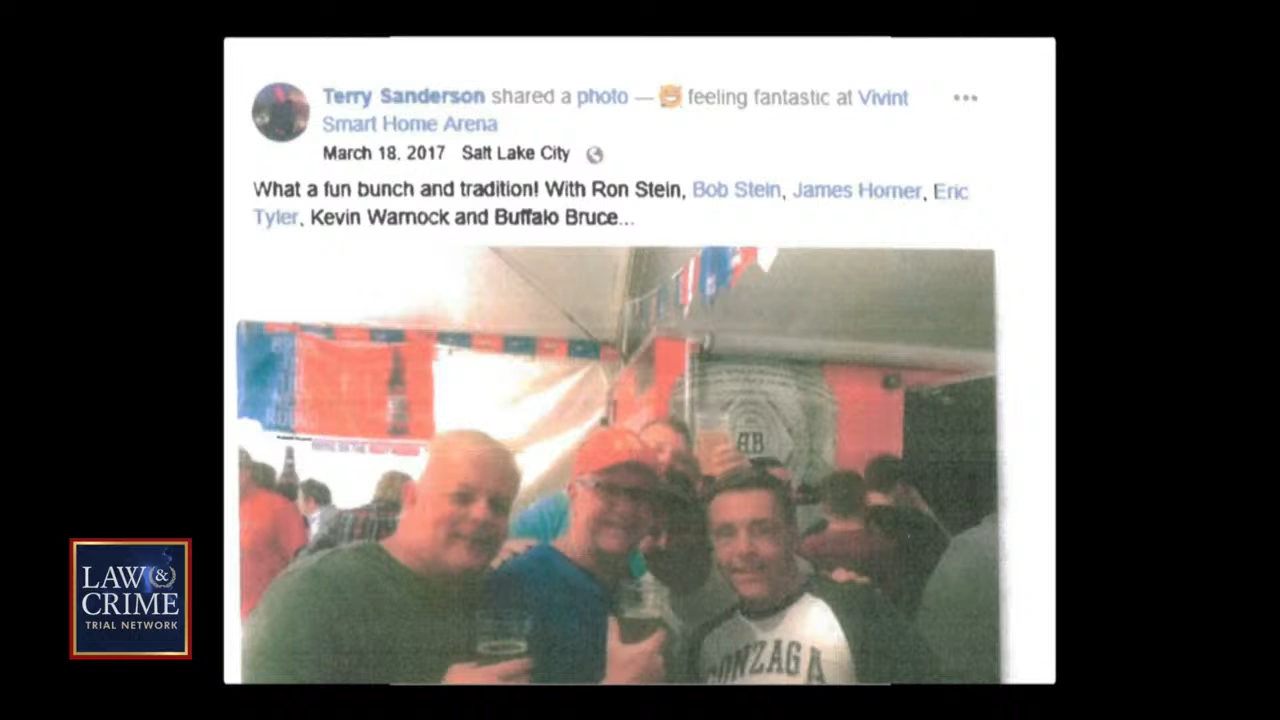 Terry Sanderson shared a photo — 😅 feeling fantastic at Vivint
Smart Home Arena
March 18, 2017 Salt Lake City
What a fun bunch and tradition! With Ron Stein, Bob Stein, James Horner, Eric
Tyler, Kevin Warnock and Buffalo Bruce...
AB
GONZAGA
LAW &
CRIME
TRIAL NETWORK